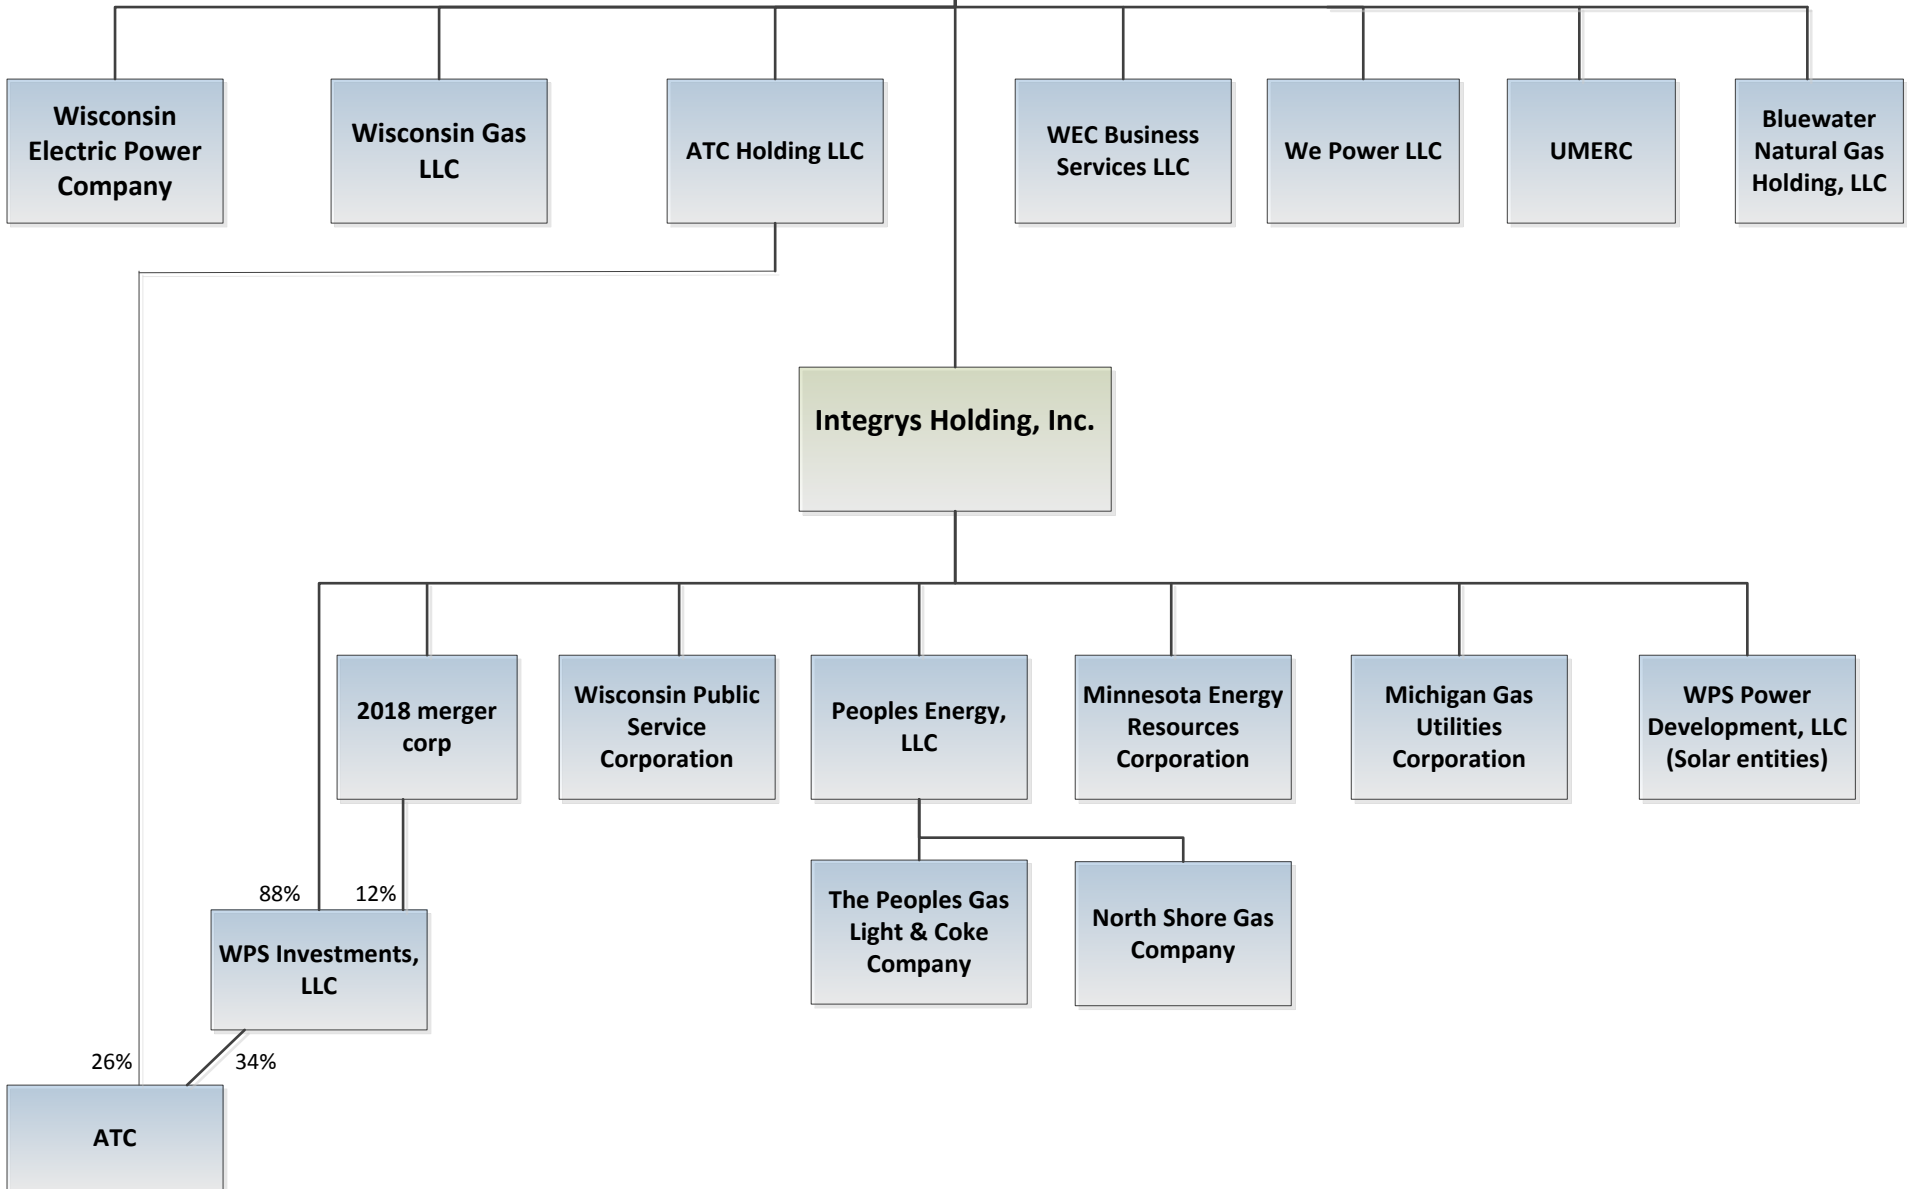 Wisconsin
Electric Power
Company
Wisconsin Gas
LLC
ATC Holding LLC
WEC Business
Services LLC
We Power LLC
UMERC
Bluewater
Natural Gas
Holding, LLC
Integrys Holding, Inc.
2018 merger
corp
Wisconsin Public
Service
Corporation
Peoples Energy,
LLC
Minnesota Energy
Resources
Corporation
Michigan Gas
Utilities
Corporation
WPS Power
Development, LLC
(Solar entities)
88%
12%
WPS Investments,
LLC
The Peoples Gas
Light & Coke
Company
North Shore Gas
Company
26%
34%
ATC